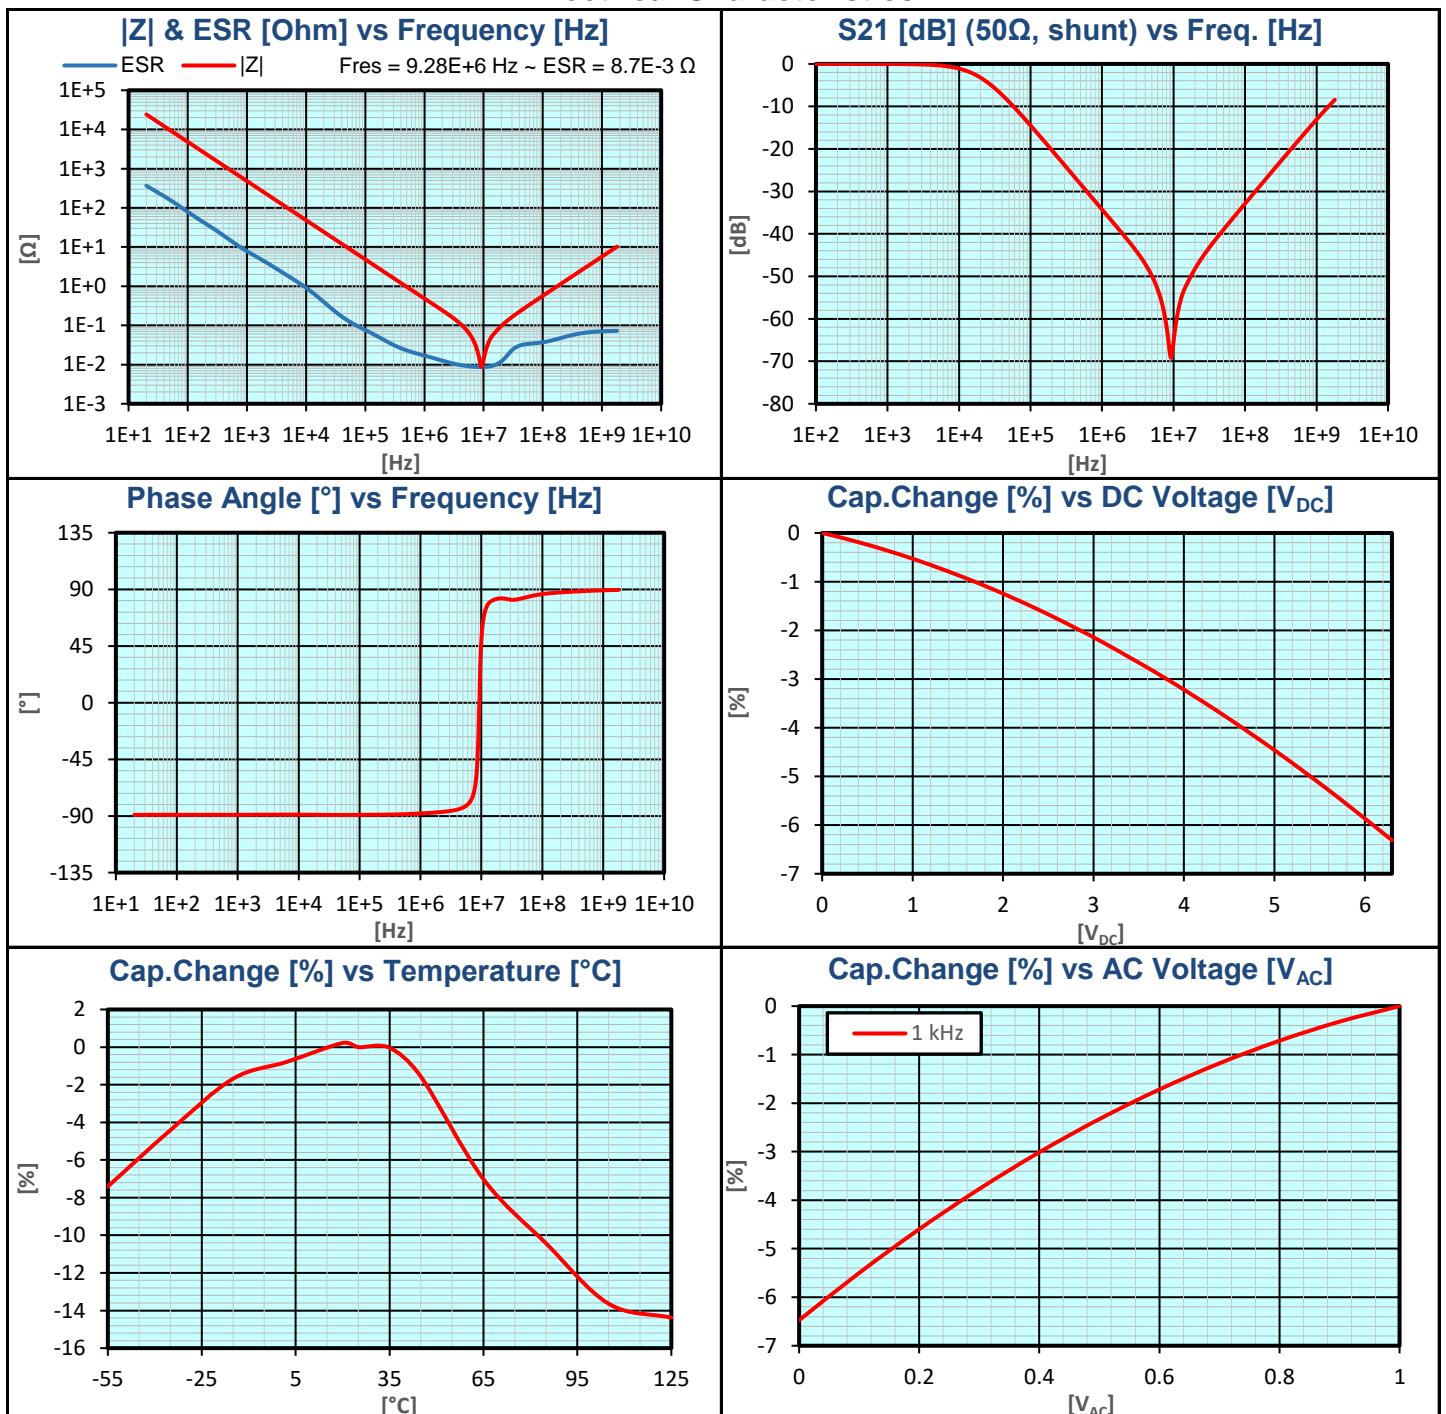 |Z| & ESR [Ohm] vs Frequency [Hz]
ESR |Z| Fres = 9.28E+6 Hz ~ ESR = 8.7E-3 Ω
1E+5
1E+4
1E+3
1E+2
1E+1
1E+0
1E-1
1E-2
1E-3
[Ω]
1E+1 1E+2 1E+3 1E+4 1E+5 1E+6 1E+7 1E+8 1E+9 1E+10
[Hz]
S21 [dB] (50Ω, shunt) vs Freq. [Hz]
0
-10
-20
-30
-40
-50
-60
-70
-80
[dB]
1E+2 1E+3 1E+4 1E+5 1E+6 1E+7 1E+8 1E+9 1E+10
[Hz]
Phase Angle [°] vs Frequency [Hz]
135
90
45
0
-45
-90
-135
[°]
1E+1 1E+2 1E+3 1E+4 1E+5 1E+6 1E+7 1E+8 1E+9 1E+10
[Hz]
Cap.Change [%] vs DC Voltage [VDC]
0
-1
-2
-3
-4
-5
-6
-7
[%]
0 1 2 3 4 5 6
[VDC]
Cap.Change [%] vs Temperature [°C]
2
0
-2
-4
-6
-8
-10
-12
-14
-16
[%]
-55 -25 5 35 65 95 125
[°C]
Cap.Change [%] vs AC Voltage [VAC]
1 kHz
0
-1
-2
-3
-4
-5
-6
-7
[%]
0 0.2 0.4 0.6 0.8 1
[VAC]